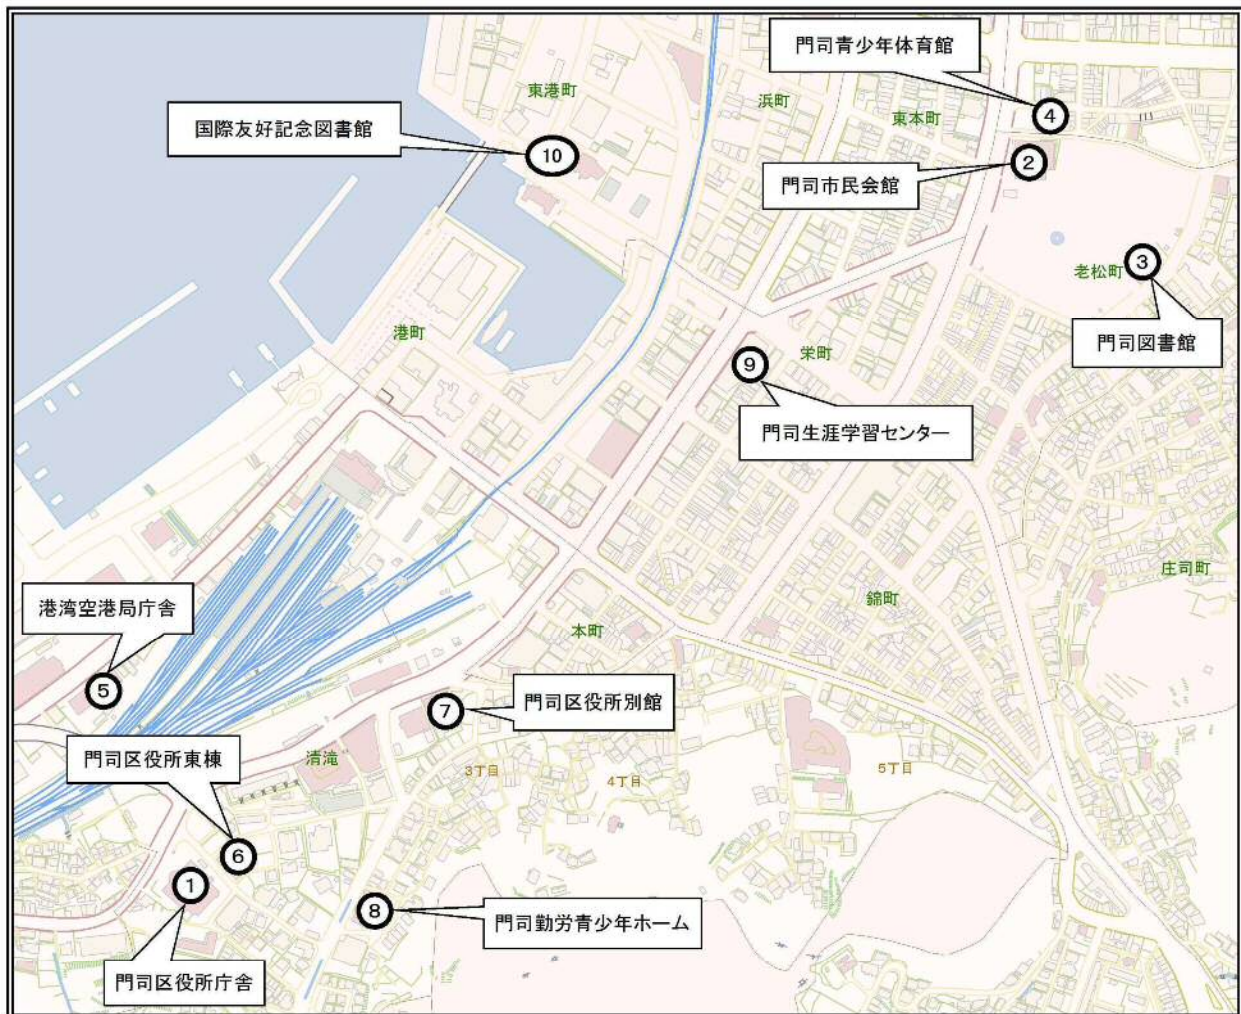 門司青少年体育館
東港町
浜町
東本町
④
国際友好記念図書館
⑩
②
門司市民会館
老松町
③
港町
門司図書館
栄町
⑨
門司生涯学習センター
庄司町
港湾空港局庁舎
錦町
本町
⑤
⑦
門司区役所別館
門司区役所東棟
清滝
3丁目
4丁目
5丁目
⑥
①
⑧
門司勤労青少年ホーム
門司区役所庁舎